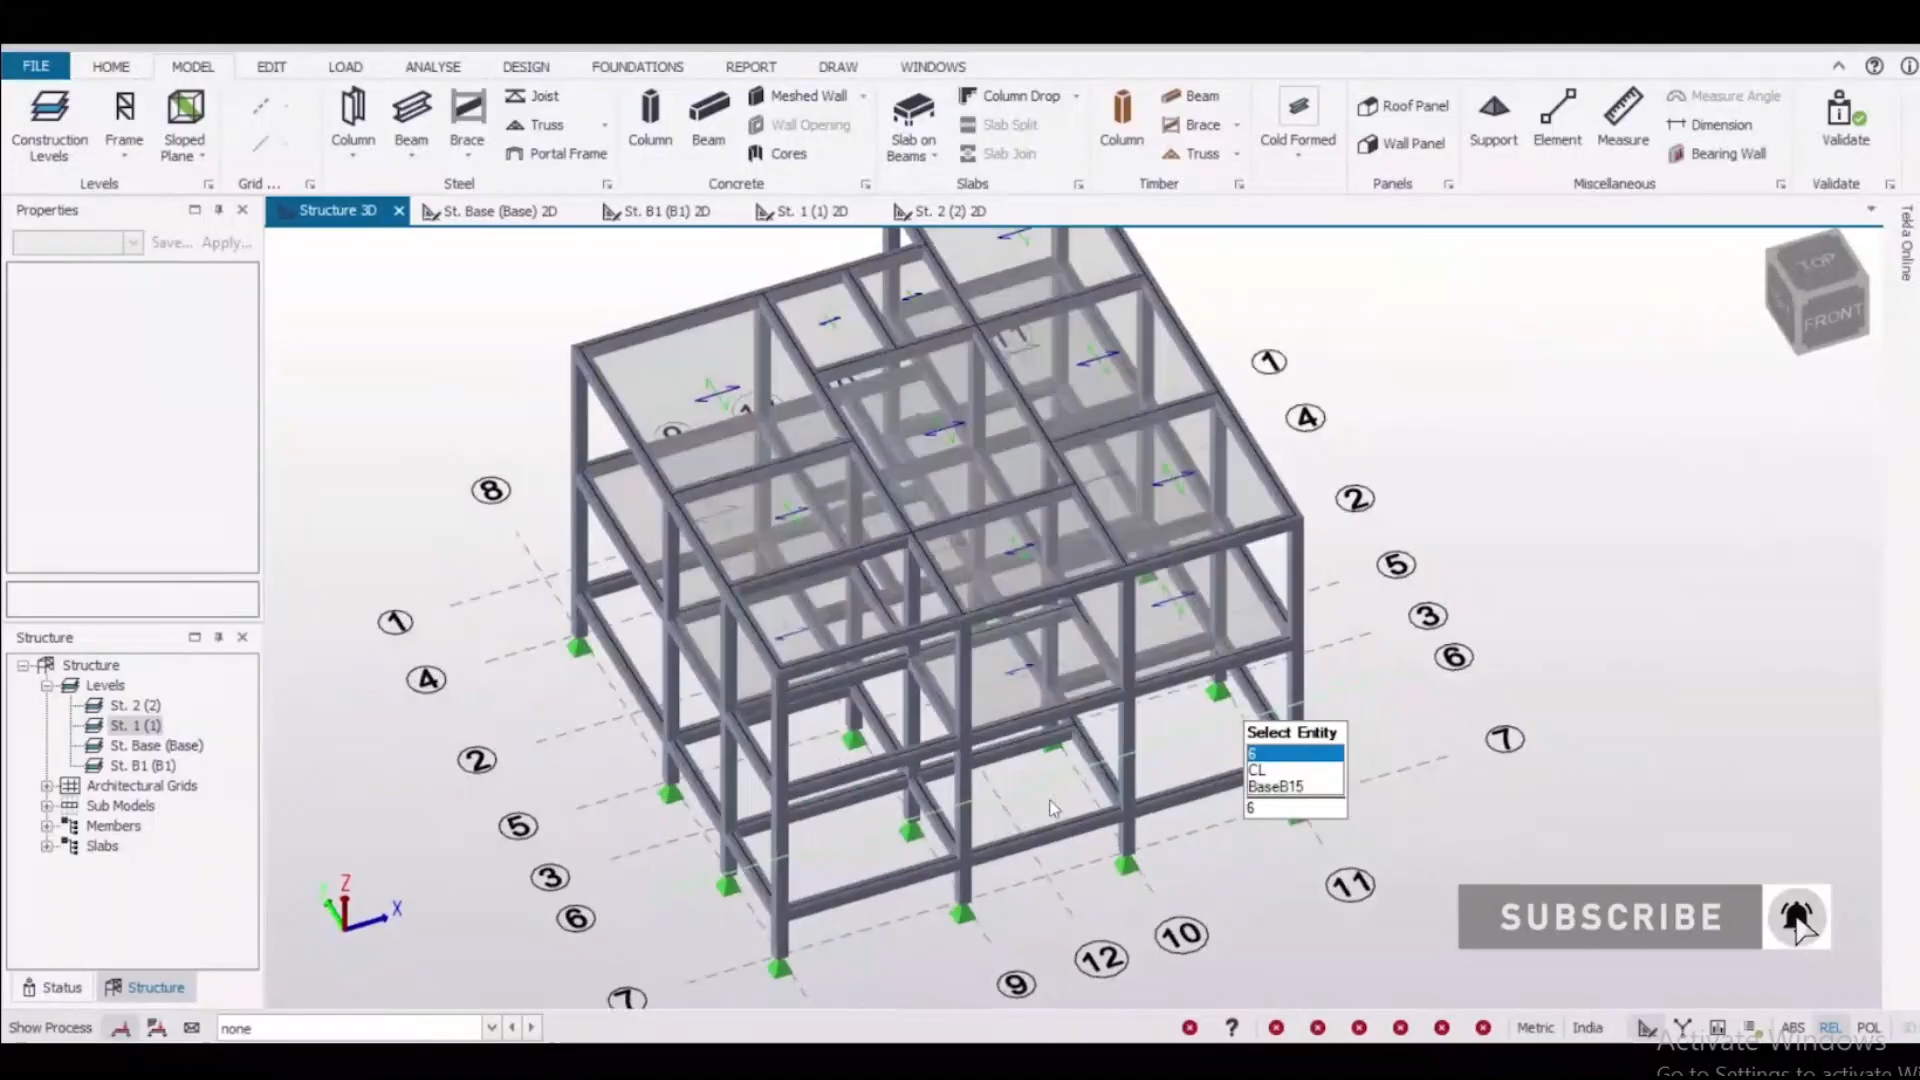 FILE HOME MODEL EDIT LOAD ANALYSE DESIGN FOUNDATIONS REPORT DRAW WINDOWS
Construction Levels
Frame
Sloped Plane
Levels
Grid ...
Column
Beam
Brace
Joist
Truss
Portal Frame
Steel
Column
Beam
Meshed Wall
Wall Opening
Cores
Concrete
Slab on Beams
Column Drop
Slab Split
Slab Join
Slabs
Column
Beam
Brace
Truss
Timber
Cold Formed
Roof Panel
Wall Panel
Panels
Support
Element
Measure
Measure Angle
Dimension
Bearing Wall
Miscellaneous
Validate
Validate
Properties
Save... Apply...
Structure 3D
St. Base (Base) 2D
St. B1 (B1) 2D
St. 1 (1) 2D
St. 2 (2) 2D
Tekla Online
TOP
FRONT
1
4
2
5
3
6
7
8
1
4
2
5
3
6
7
9
12
10
11
Select Entity
6
CL
BaseB15
6
Structure
Structure
Levels
St. 2 (2)
St. 1 (1)
St. Base (Base)
St. B1 (B1)
Architectural Grids
Sub Models
Members
Slabs
Z
X
SUBSCRIBE
Status Structure
Show Process none ? Metric India ABS REL POL
Activate Windows
Go to Settings to activate Wi